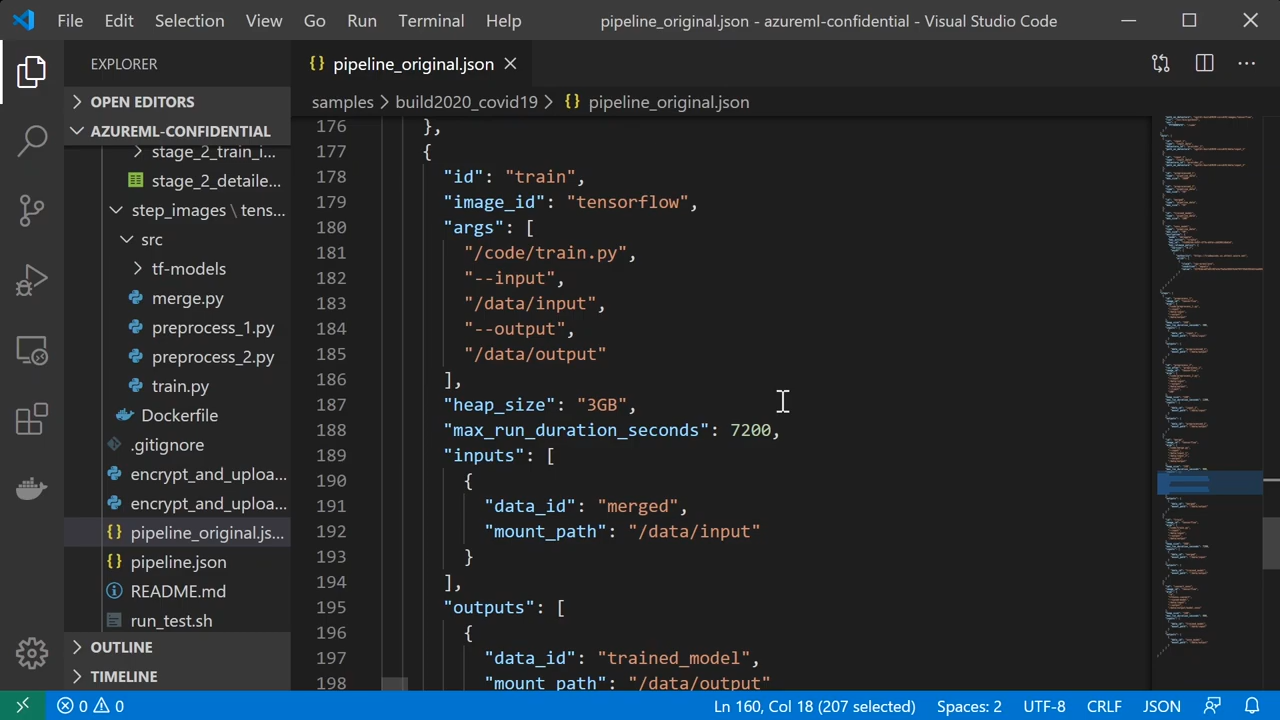 File Edit Selection View Go Run Terminal Help pipeline_original.json - azureml-confidential - Visual Studio Code
EXPLORER
OPEN EDITORS
AZUREML-CONFIDENTIAL
stage_2_train_i...
stage_2_detaile...
step_images \ tens...
src
tf-models
merge.py
preprocess_1.py
preprocess_2.py
train.py
Dockerfile
.gitignore
encrypt_and_uploa...
encrypt_and_uploa...
pipeline_original.js...
pipeline.json
README.md
run_test.sh
OUTLINE
TIMELINE
{} pipeline_original.json
samples > build2020_covid19 > {} pipeline_original.json
176 },
177 {
178 "id": "train",
179 "image_id": "tensorflow",
180 "args": [
181 "/code/train.py",
182 "--input",
183 "/data/input",
184 "--output",
185 "/data/output"
186 ],
187 "heap_size": "3GB",
188 "max_run_duration_seconds": 7200,
189 "inputs": [
190 {
191 "data_id": "merged",
192 "mount_path": "/data/input"
193 }
194 ],
195 "outputs": [
196 {
197 "data_id": "trained_model",
198 "mount_path": "/data/output"
0 0 Ln 160, Col 18 (207 selected) Spaces: 2 UTF-8 CRLF JSON